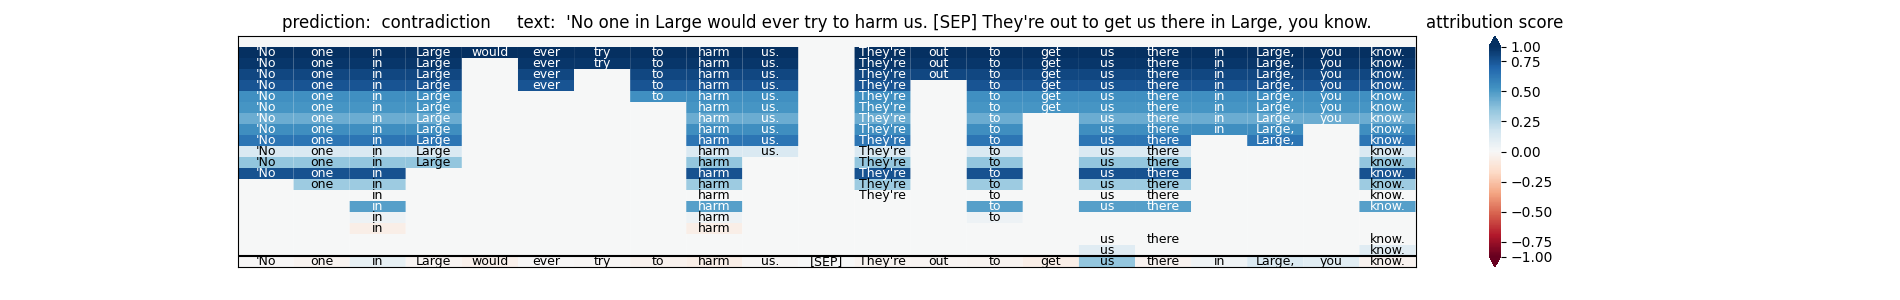 prediction: contradiction text: 'No one in Large would ever try to harm us. [SEP] They're out to get us there in Large, you know.
attribution score
'No one in Large would ever try to harm us. They're out to get us there in Large, you know.
'No one in Large ever try to harm us. They're out to get us there in Large, you know.
'No one in Large ever to harm us. They're out to get us there in Large, you know.
'No one in Large ever to harm us. They're to get us there in Large, you know.
'No one in Large to harm us. They're to get us there in Large, you know.
'No one in Large harm us. They're to get us there in Large, you know.
'No one in Large harm us. They're to us there in Large, you know.
'No one in Large harm us. They're to us there in Large, know.
'No one in Large harm us. They're to us there Large, know.
'No one in Large harm us. They're to us there know.
'No one in Large harm They're to us there know.
'No one in harm They're to us there know.
one in harm They're to us there know.
in harm They're to us there know.
in harm to us there know.
in harm to
in harm
us there know.
us know.
'No one in Large would ever try to harm us. [SEP] They're out to get us there in Large, you know.
1.00
0.75
0.50
0.25
0.00
−0.25
−0.50
−0.75
−1.00